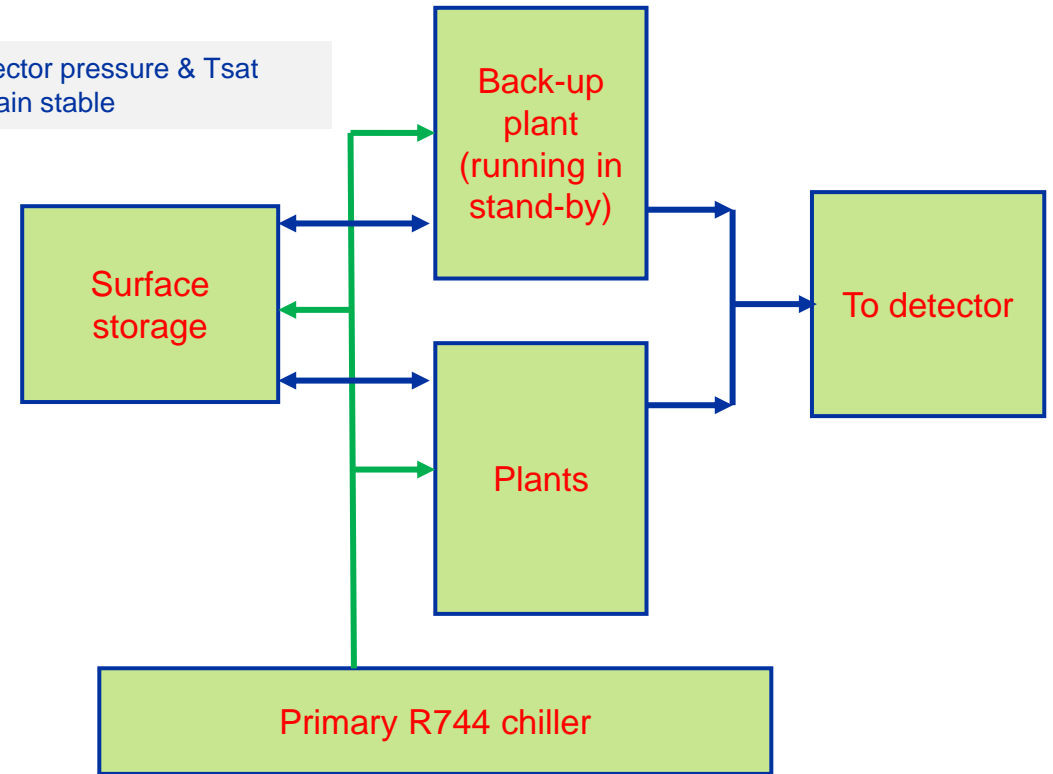 ector pressure & Tsat
ain stable
Back-up
plant
(running in
stand-by)
Surface
storage
To detector
Plants
Primary R744 chiller